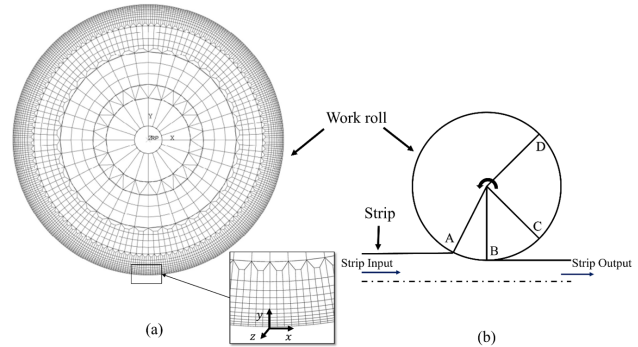 Y
X
Work roll
D
Strip
A
C
B
Strip Input
Strip Output
y
z
x
(a)
(b)